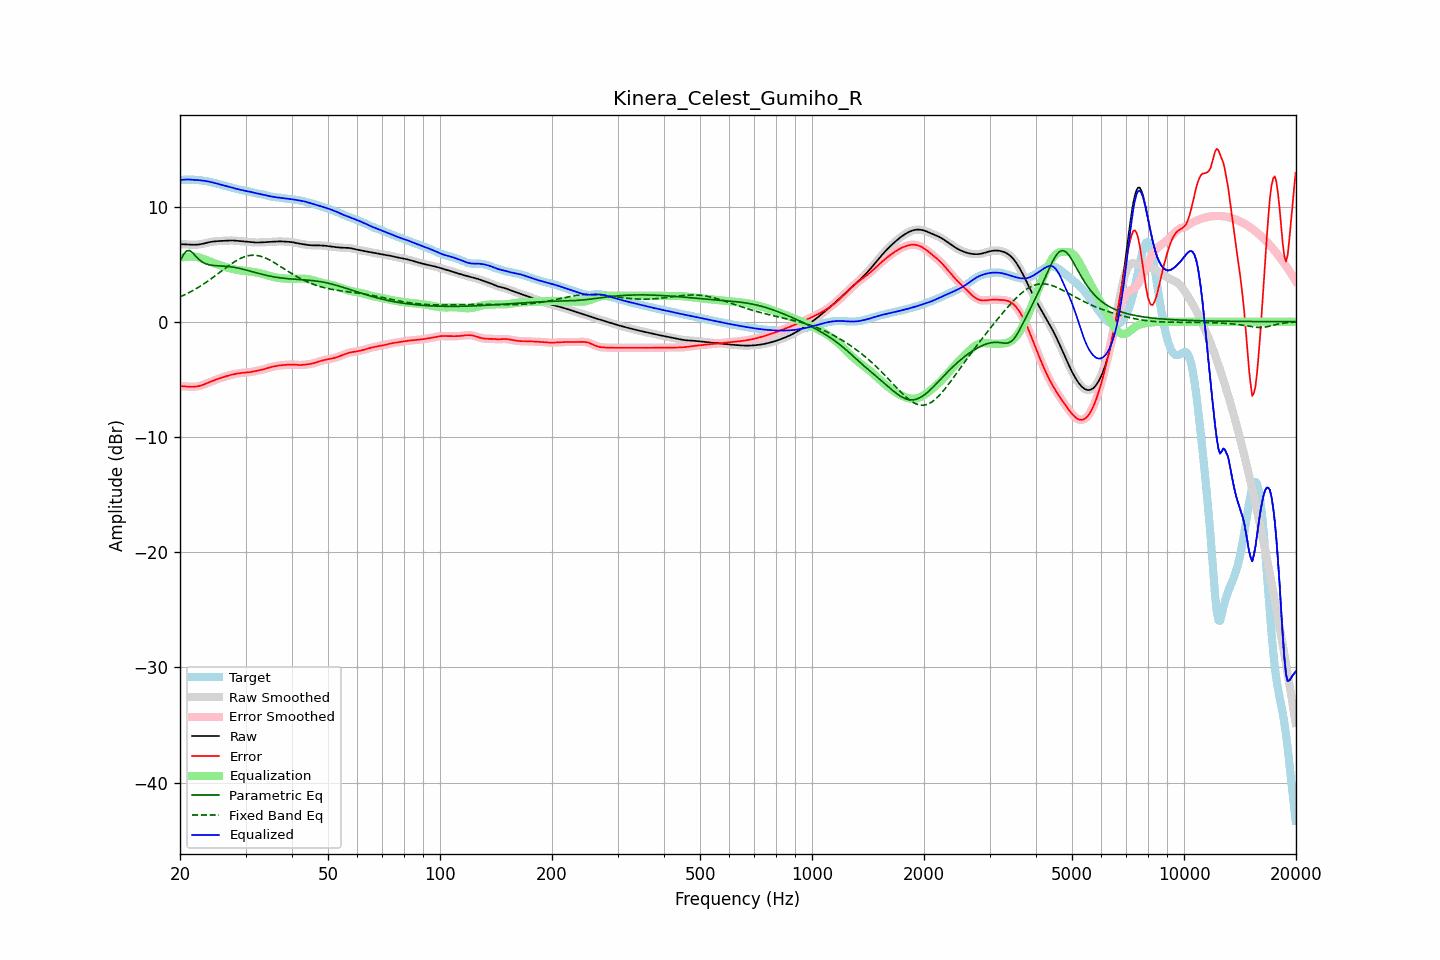 Kinera_Celest_Gumiho_R
Amplitude (dBr)
10
0
−10
−20
−30
−40
Target
Raw Smoothed
Error Smoothed
Raw
Error
Equalization
Parametric Eq
Fixed Band Eq
Equalized
20 50 100 200 500 1000 2000 5000 10000 20000
Frequency (Hz)